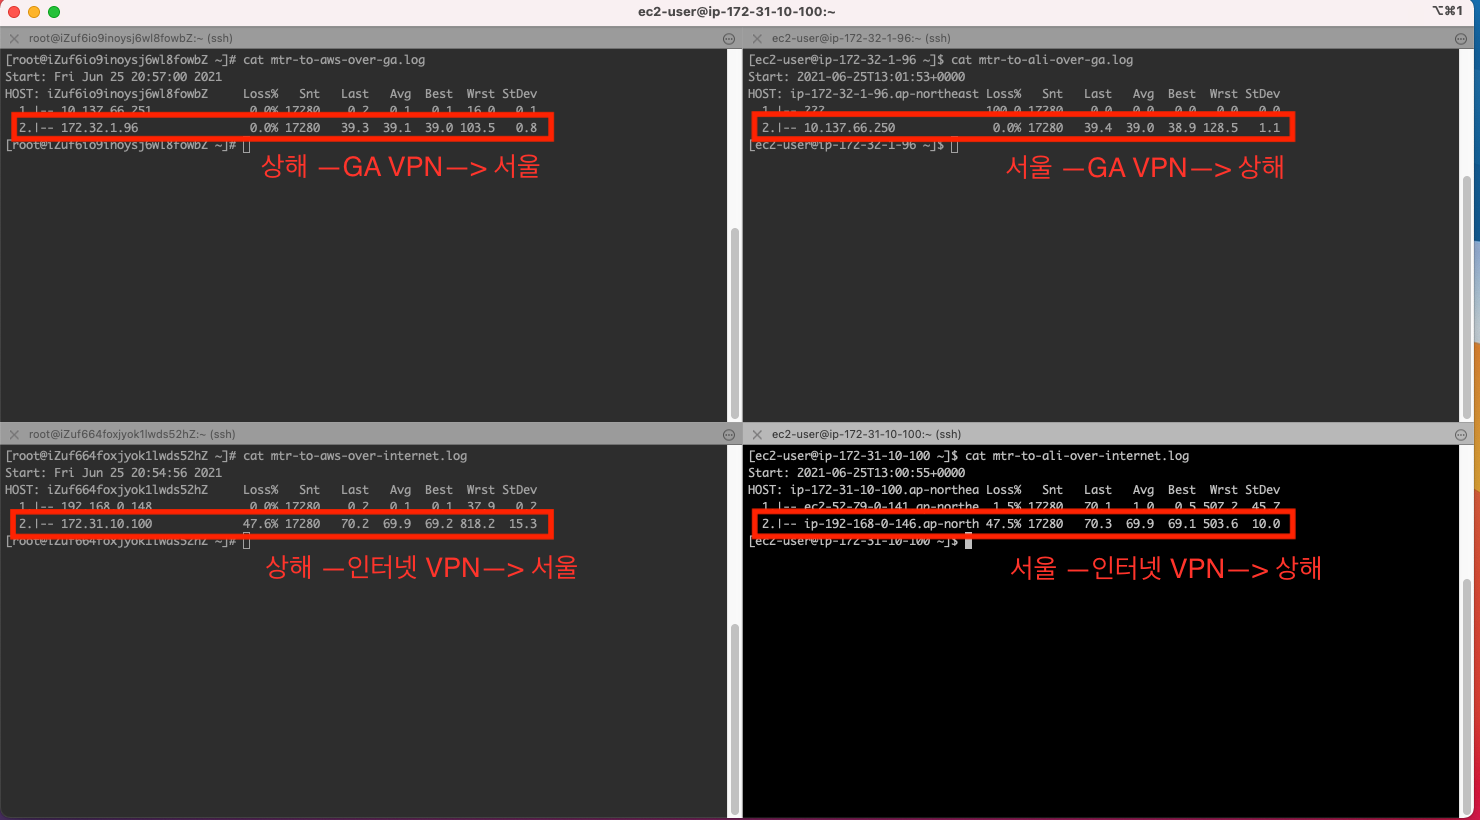 ec2-user@ip-172-31-10-100:~
⌥⌘1
root@iZuf6io9inoysj6wl8fowbZ:~ (ssh)
[root@iZuf6io9inoysj6wl8fowbZ ~]# cat mtr-to-aws-over-ga.log
Start: Fri Jun 25 20:57:00 2021
HOST: iZuf6io9inoysj6wl8fowbZ Loss% Snt Last Avg Best Wrst StDev
1.|-- 10.137.66.251 0.0% 17280 0.2 0.1 0.1 16.0 0.1
2.|-- 172.32.1.96 0.0% 17280 39.3 39.1 39.0 103.5 0.8
[root@iZuf6io9inoysj6wl8fowbZ ~]#
상해 —GA VPN—> 서울
ec2-user@ip-172-32-1-96:~ (ssh)
[ec2-user@ip-172-32-1-96 ~]$ cat mtr-to-ali-over-ga.log
Start: 2021-06-25T13:01:53+0000
HOST: ip-172-32-1-96.ap-northeast Loss% Snt Last Avg Best Wrst StDev
1.|-- ??? 100.0 17280 0.0 0.0 0.0 0.0 0.0
2.|-- 10.137.66.250 0.0% 17280 39.4 39.0 38.9 128.5 1.1
[ec2-user@ip-172-32-1-96 ~]$
서울 —GA VPN—> 상해
root@iZuf664foxjyok1lwds52hZ:~ (ssh)
[root@iZuf664foxjyok1lwds52hZ ~]# cat mtr-to-aws-over-internet.log
Start: Fri Jun 25 20:54:56 2021
HOST: iZuf664foxjyok1lwds52hZ Loss% Snt Last Avg Best Wrst StDev
1.|-- 192.168.0.148 0.0% 17280 0.2 0.1 0.1 37.9 0.2
2.|-- 172.31.10.100 47.6% 17280 70.2 69.9 69.2 818.2 15.3
[root@iZuf664foxjyok1lwds52hZ ~]#
상해 —인터넷 VPN—> 서울
ec2-user@ip-172-31-10-100:~ (ssh)
[ec2-user@ip-172-31-10-100 ~]$ cat mtr-to-ali-over-internet.log
Start: 2021-06-25T13:00:55+0000
HOST: ip-172-31-10-100.ap-northea Loss% Snt Last Avg Best Wrst StDev
1.|-- ec2-52-79-0-141.ap-northe 1.5% 17280 70.1 1.0 0.5 507.2 45.7
2.|-- ip-192-168-0-146.ap-north 47.5% 17280 70.3 69.9 69.1 503.6 10.0
[ec2-user@ip-172-31-10-100 ~]$
서울 —인터넷 VPN—> 상해